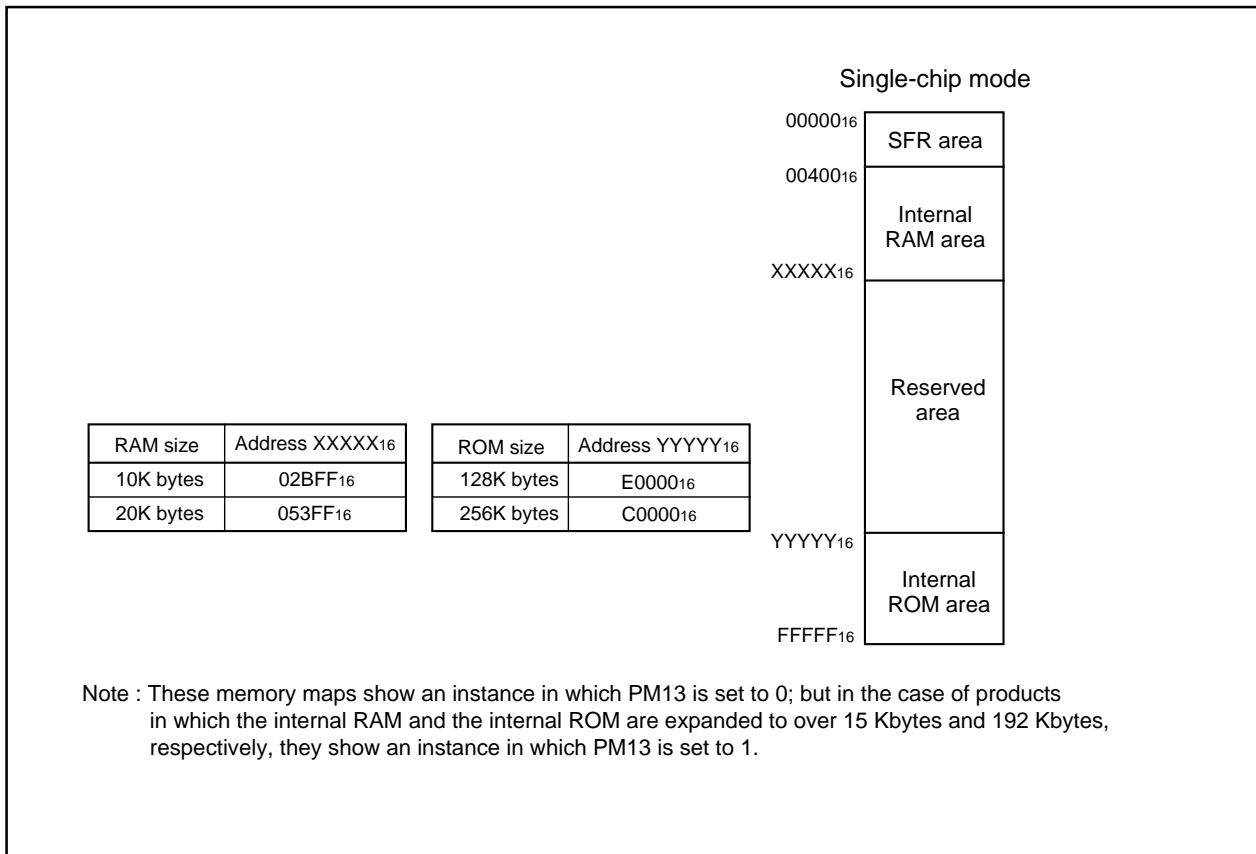 Single-chip mode
00000₁₆
SFR area
00400₁₆
Internal
RAM area
XXXXX₁₆
Reserved
area
RAM size Address XXXXX₁₆
10K bytes 02BFF₁₆
20K bytes 053FF₁₆
ROM size Address YYYYY₁₆
128K bytes E0000₁₆
256K bytes C0000₁₆
YYYYY₁₆
Internal
ROM area
FFFFF₁₆
Note : These memory maps show an instance in which PM13 is set to 0; but in the case of products
in which the internal RAM and the internal ROM are expanded to over 15 Kbytes and 192 Kbytes,
respectively, they show an instance in which PM13 is set to 1.